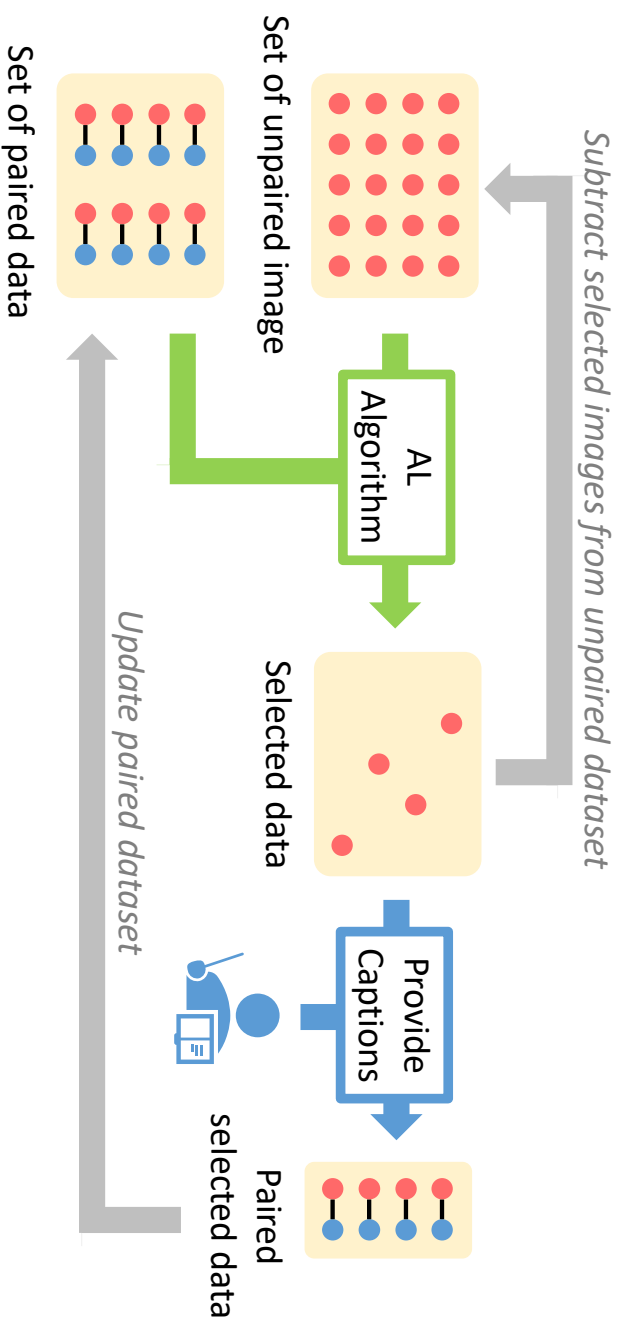 Subtract selected images from unpaired dataset
Set of unpaired image
AL
Algorithm
Selected data
Provide
Captions
Paired
selected data
Set of paired data
Update paired dataset